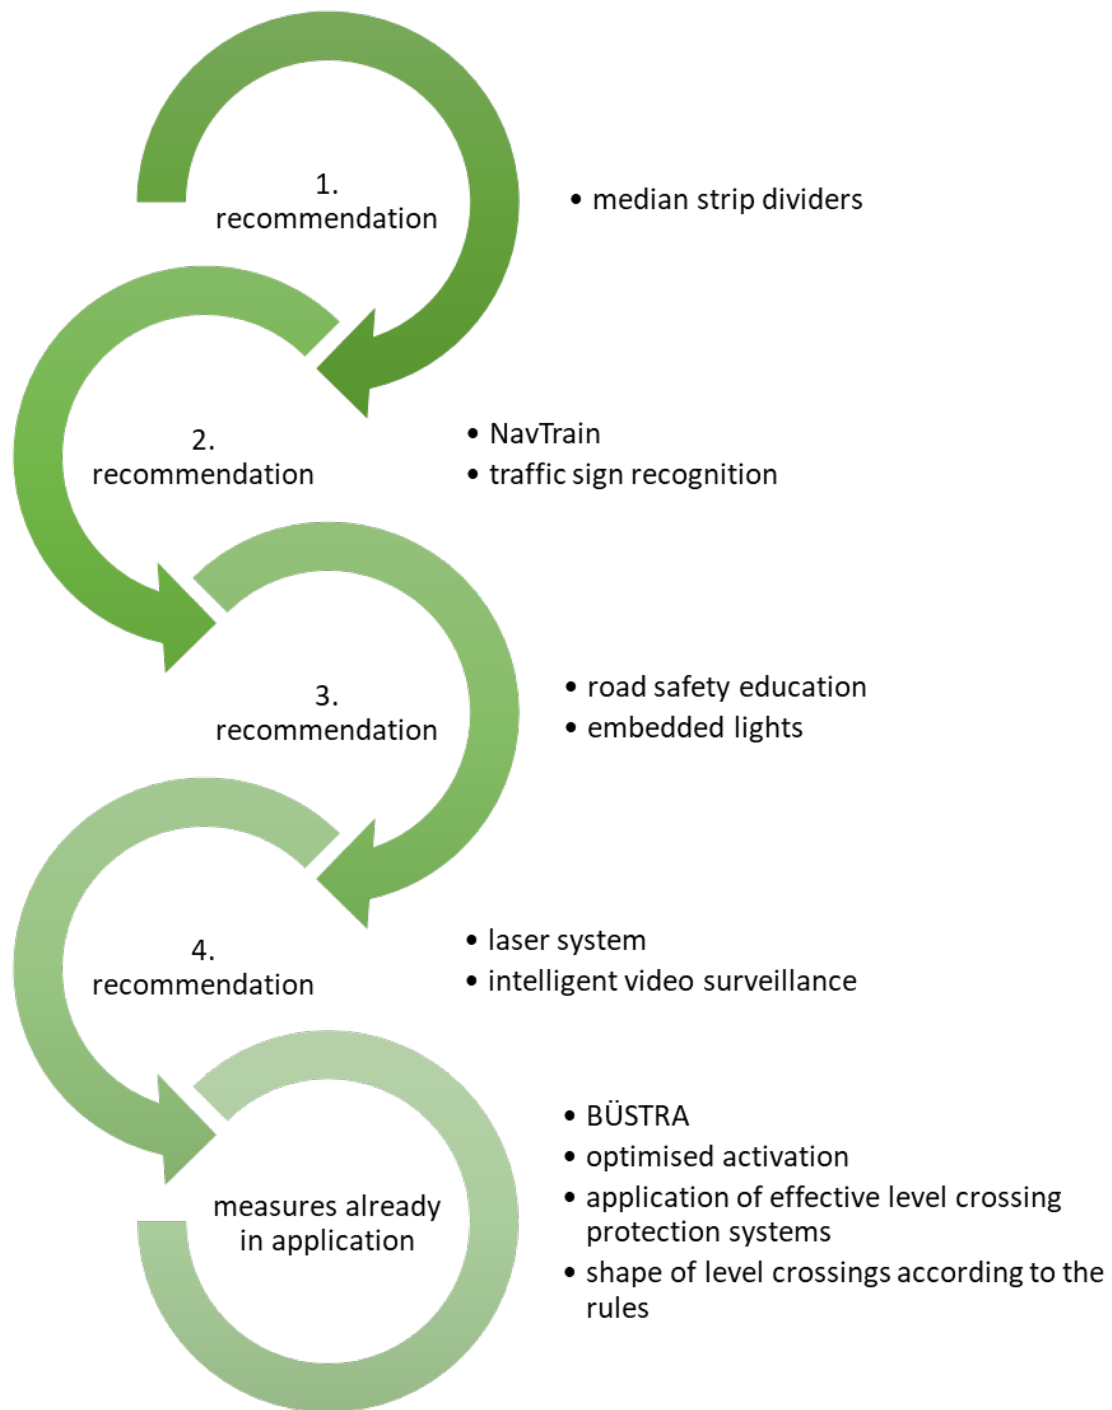 1.
recommendation
• median strip dividers
2.
recommendation
• NavTrain
• traffic sign recognition
3.
recommendation
• road safety education
• embedded lights
4.
recommendation
• laser system
• intelligent video surveillance
measures already
in application
• BÜSTRA
• optimised activation
• application of effective level crossing
protection systems
• shape of level crossings according to the
rules